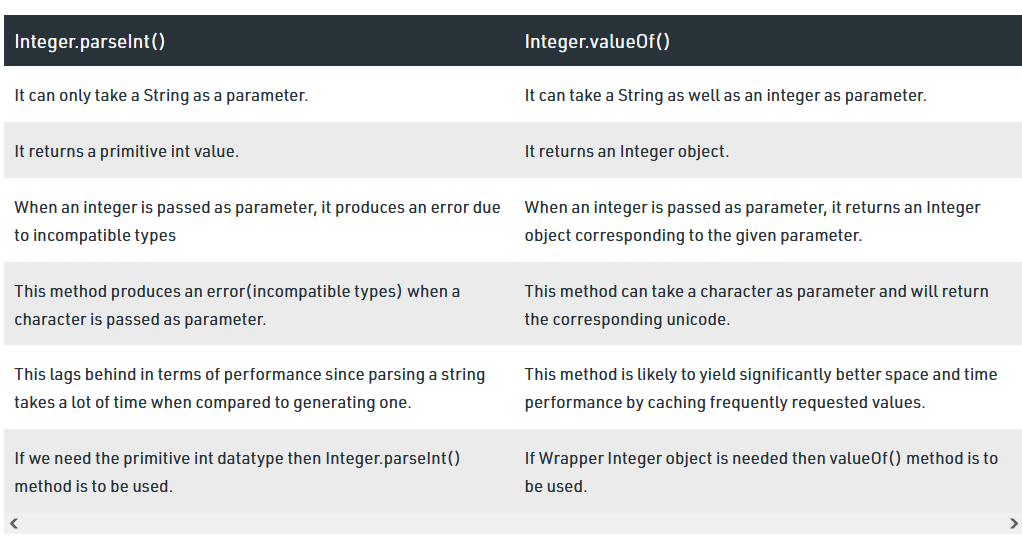 Integer.parseInt()
Integer.valueOf()
It can only take a String as a parameter.
It can take a String as well as an integer as parameter.
It returns a primitive int value.
It returns an Integer object.
When an integer is passed as parameter, it produces an error due
to incompatible types
When an integer is passed as parameter, it returns an Integer
object corresponding to the given parameter.
This method produces an error(incompatible types) when a
character is passed as parameter.
This method can take a character as parameter and will return
the corresponding unicode.
This lags behind in terms of performance since parsing a string
takes a lot of time when compared to generating one.
This method is likely to yield significantly better space and time
performance by caching frequently requested values.
If we need the primitive int datatype then Integer.parseInt()
method is to be used.
If Wrapper Integer object is needed then valueOf() method is to
be used.